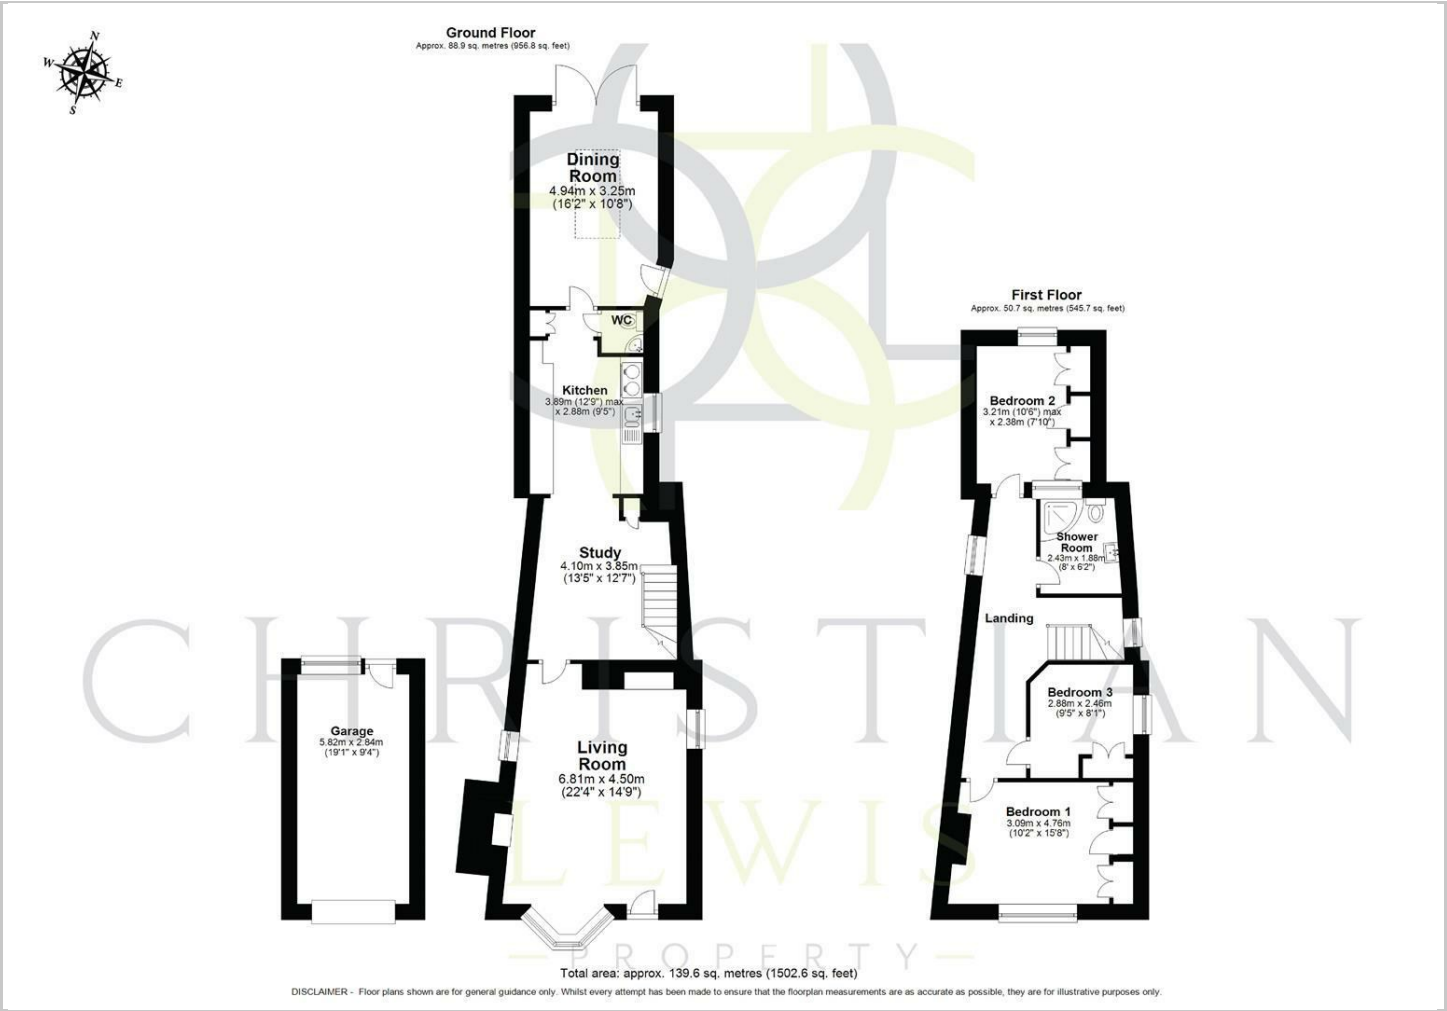 Ground Floor
Approx. 88.9 sq. metres (956.8 sq. feet)
N
W
E
S
Dining
Room
4.94m x 3.25m
(16'2" x 10'8")
WC
Kitchen
3.89m (12'9") max
x 2.88m (9'5")
Study
4.10m x 3.85m
(13'5" x 12'7")
Living
Room
6.81m x 4.50m
(22'4" x 14'9")
Garage
5.82m x 2.84m
(19'1" x 9'4")
First Floor
Approx. 50.7 sq. metres (545.7 sq. feet)
Bedroom 2
3.21m (10'6") max
x 2.38m (7'10")
Shower
Room
2.43m x 1.88m
(8' x 6'2")
Landing
Bedroom 3
2.88m x 2.46m
(9'5" x 8'1")
Bedroom 1
3.09m x 4.76m
(10'2" x 15'8")
CHRISTIAN
LEWIS
PROPERTY
Total area: approx. 139.6 sq. metres (1502.6 sq. feet)
DISCLAIMER - Floor plans shown are for general guidance only. Whilst every attempt has been made to ensure that the floorplan measurements are as accurate as possible, they are for illustrative purposes only.